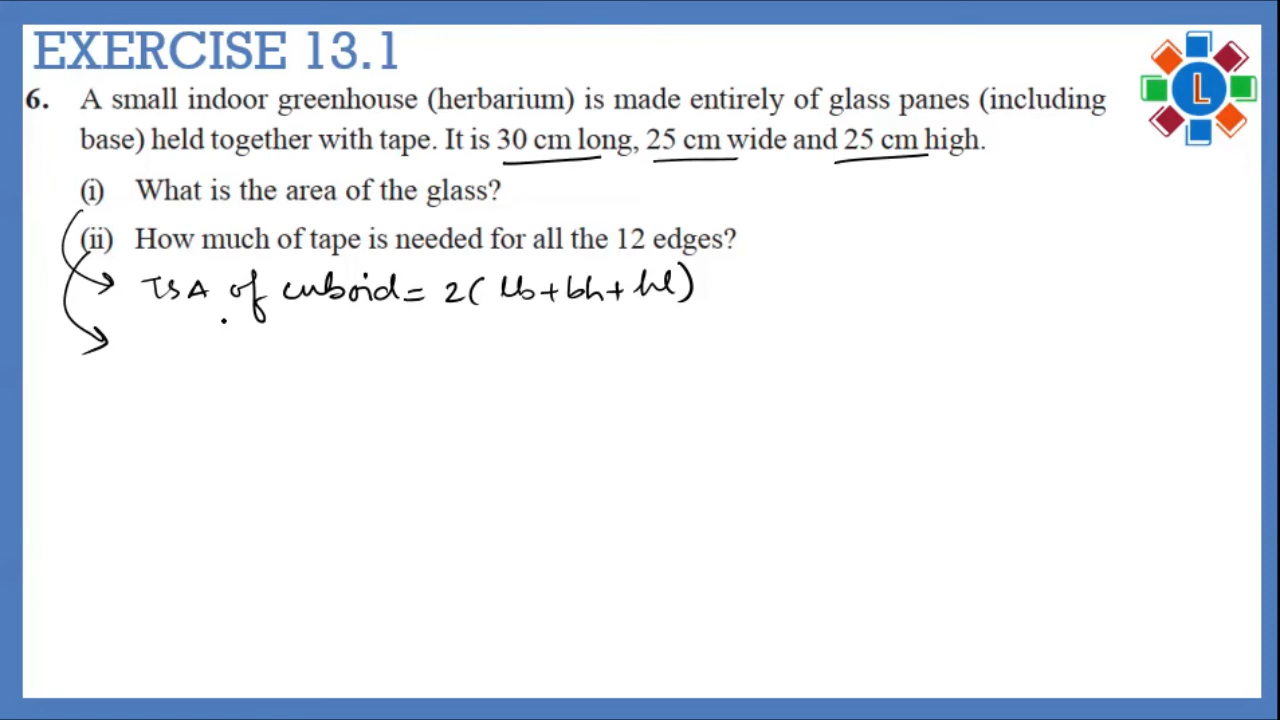 EXERCISE 13.1
L
6. A small indoor greenhouse (herbarium) is made entirely of glass panes (including
base) held together with tape. It is 30 cm long, 25 cm wide and 25 cm high.
(i) What is the area of the glass?
(ii) How much of tape is needed for all the 12 edges?
TSA of cuboid = 2(lb+bh+hl)